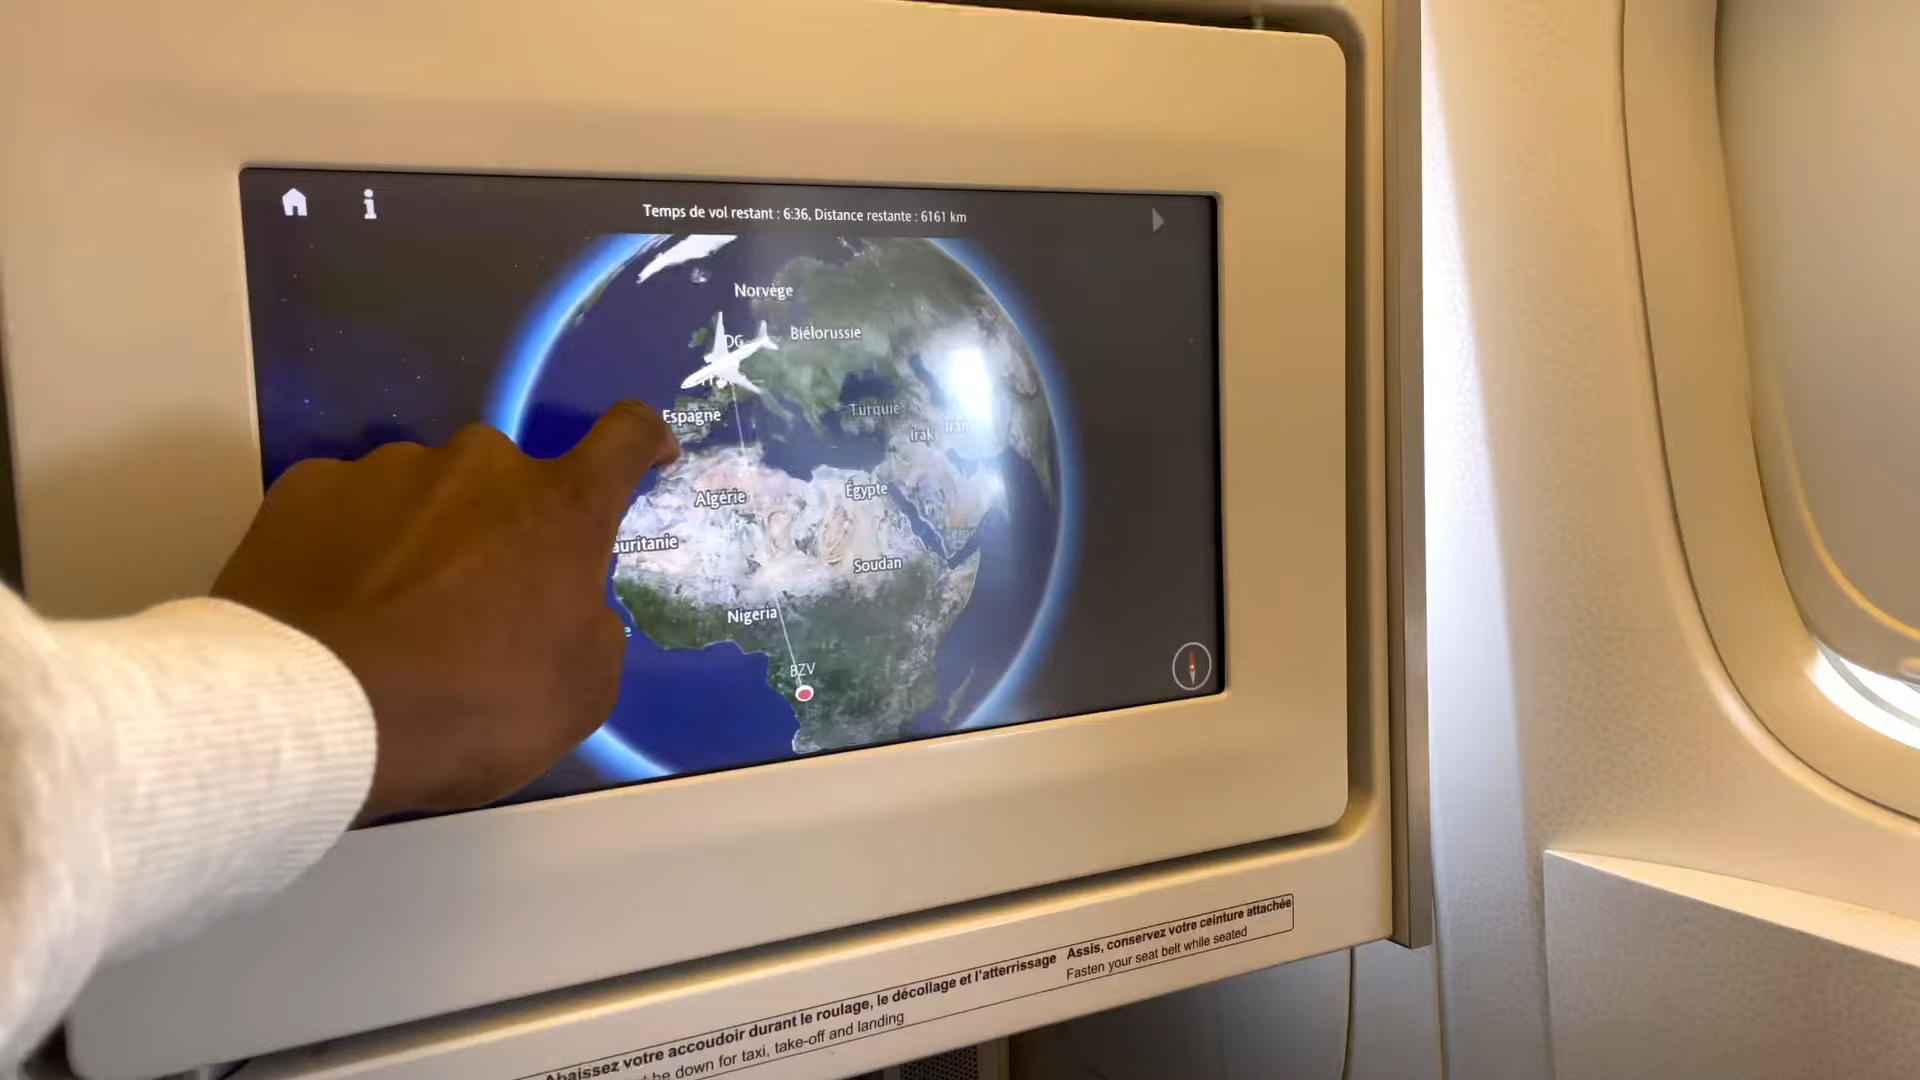 Temps de vol restant : 6:36, Distance restante : 6161 km
Norvège
DG
Biélorussie
Espagne
Turquie
Irak
Iran
Algérie
Égypte
auritanie
Soudan
Nigeria
BZV
e
Abaissez votre accoudoir durant le roulage, le décollage et l'atterrissage
be down for taxi, take-off and landing
Assis, conservez votre ceinture attachée
Fasten your seat belt while seated